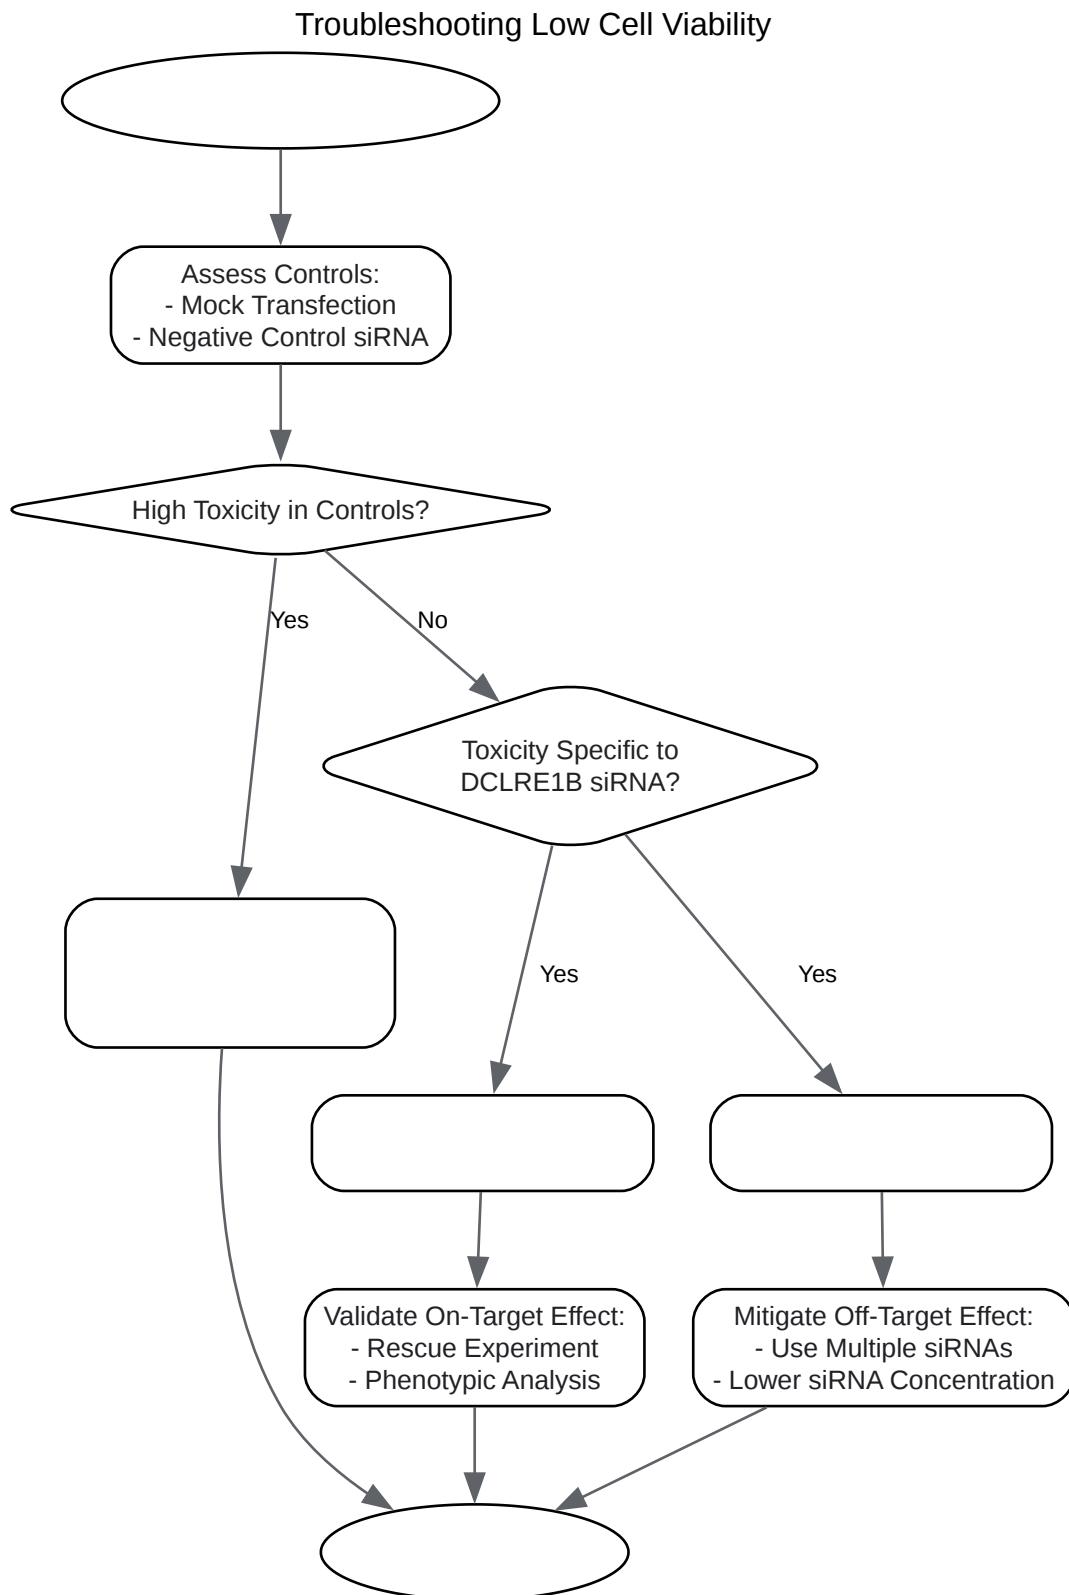 Troubleshooting Low Cell Viability
Assess Controls:
- Mock Transfection
- Negative Control siRNA
High Toxicity in Controls?
Yes
No
Toxicity Specific to
DCLRE1B siRNA?
Yes
Yes
Validate On-Target Effect:
- Rescue Experiment
- Phenotypic Analysis
Mitigate Off-Target Effect:
- Use Multiple siRNAs
- Lower siRNA Concentration